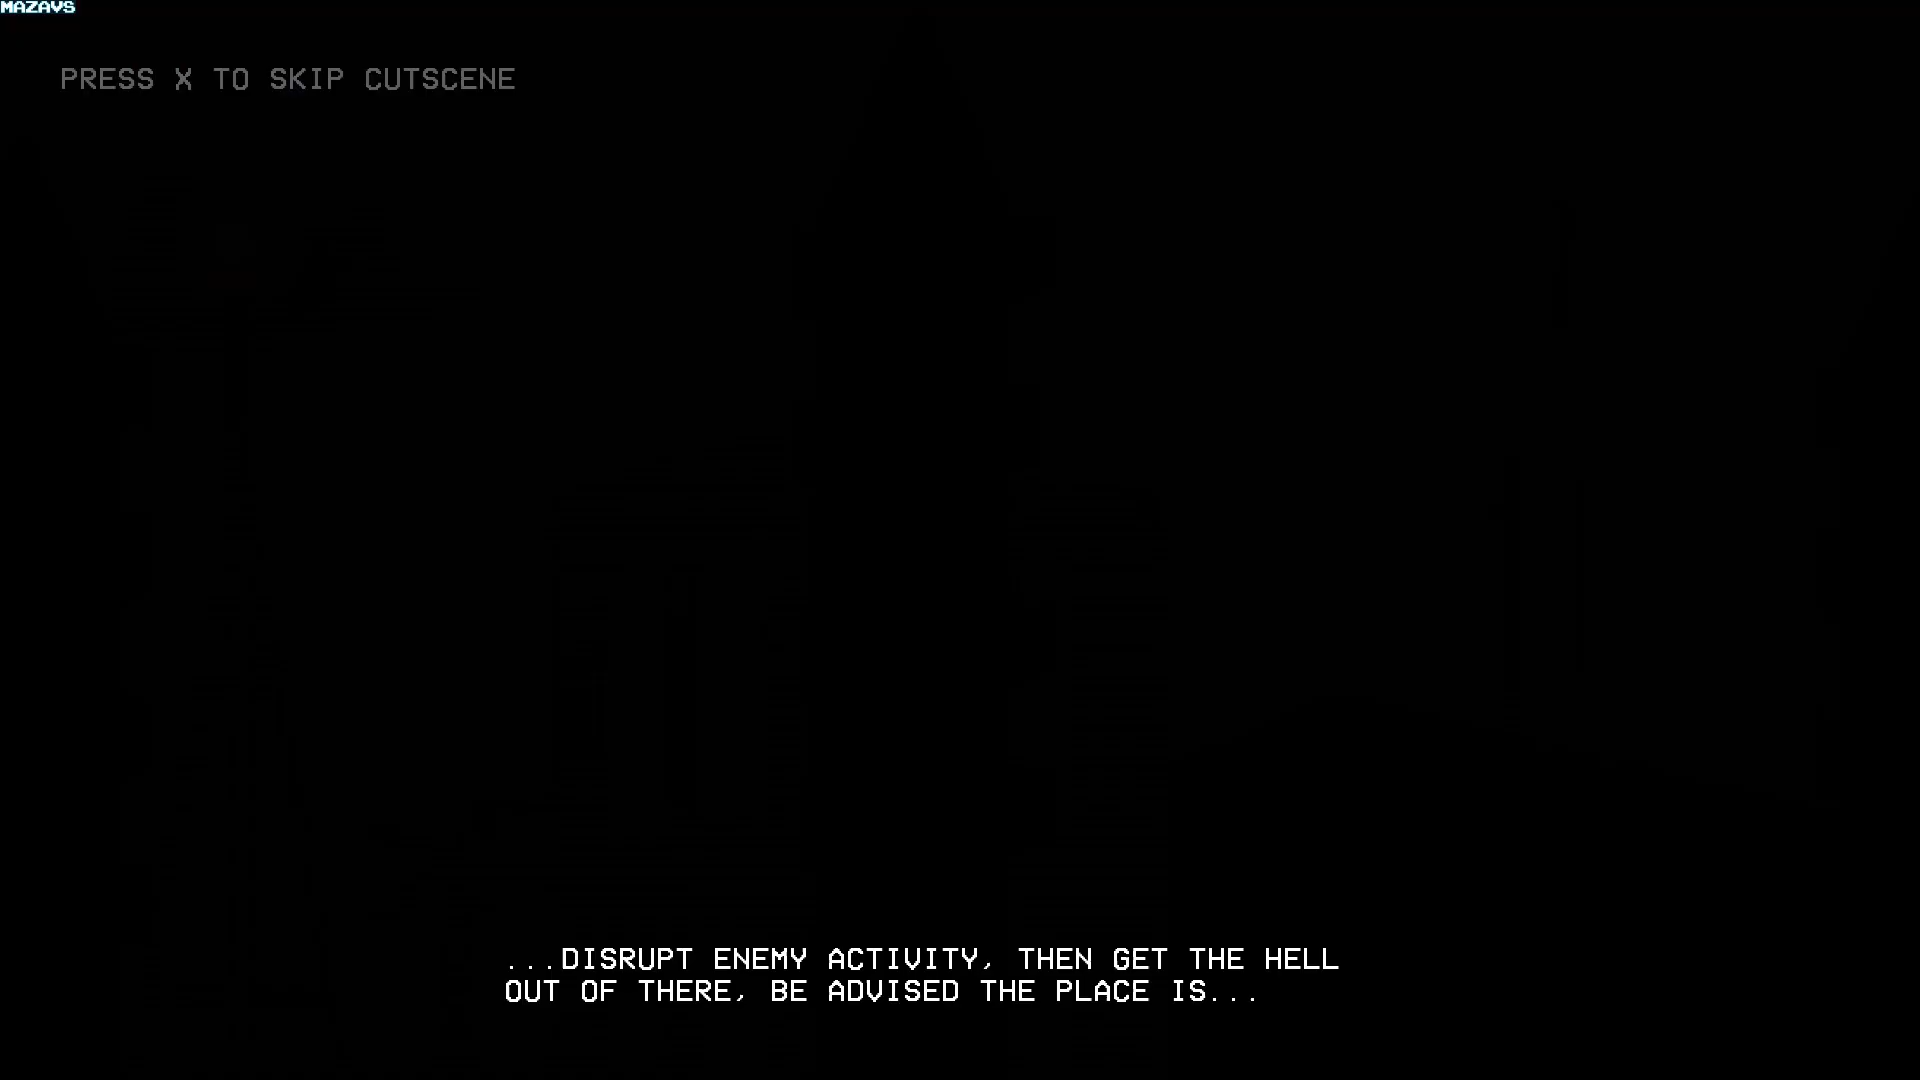 MAZAVS
PRESS X TO SKIP CUTSCENE
...DISRUPT ENEMY ACTIVITY, THEN GET THE HELL
OUT OF THERE, BE ADVISED THE PLACE IS...